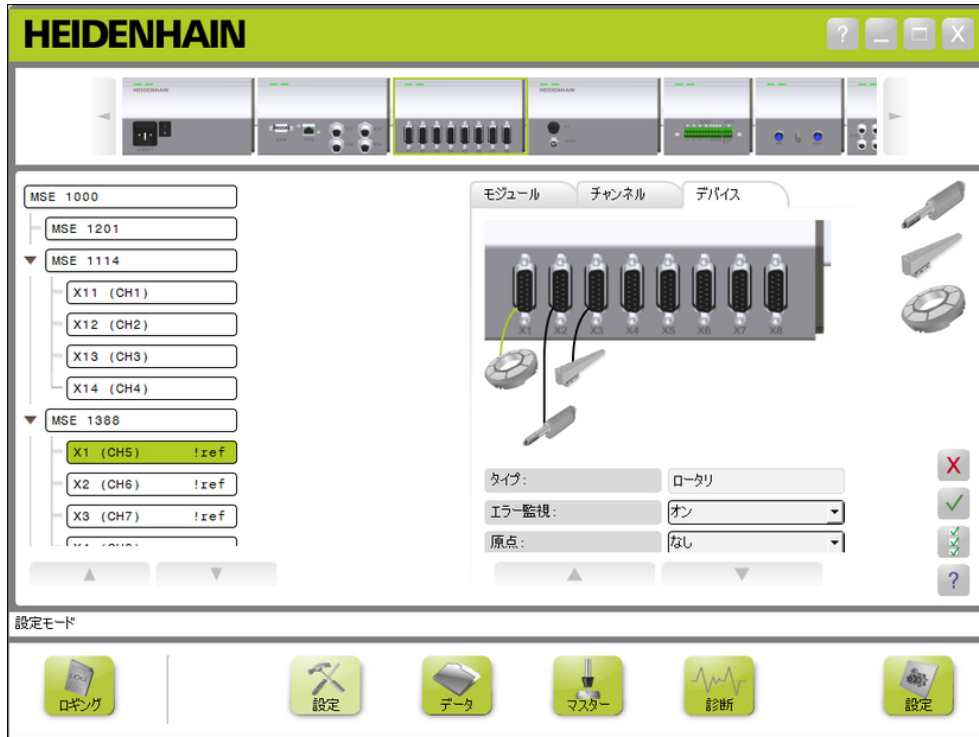 HEIDENHAIN
?
X
HEIDENHAIN
HEIDENHAIN
MSE 1000
MSE 1201
MSE 1114
X11 (CH1)
X12 (CH2)
X13 (CH3)
X14 (CH4)
MSE 1388
X1 (CH5) !ref
X2 (CH6) !ref
X3 (CH7) !ref
モジュール チャンネル デバイス
X1 X2 X3 X4 X5 X6 X7 X8
タイプ: ロータリ
エラー監視: オン
原点: なし
?
設定モード
LOG
ロギング 設定 データ マスター 診断 設定